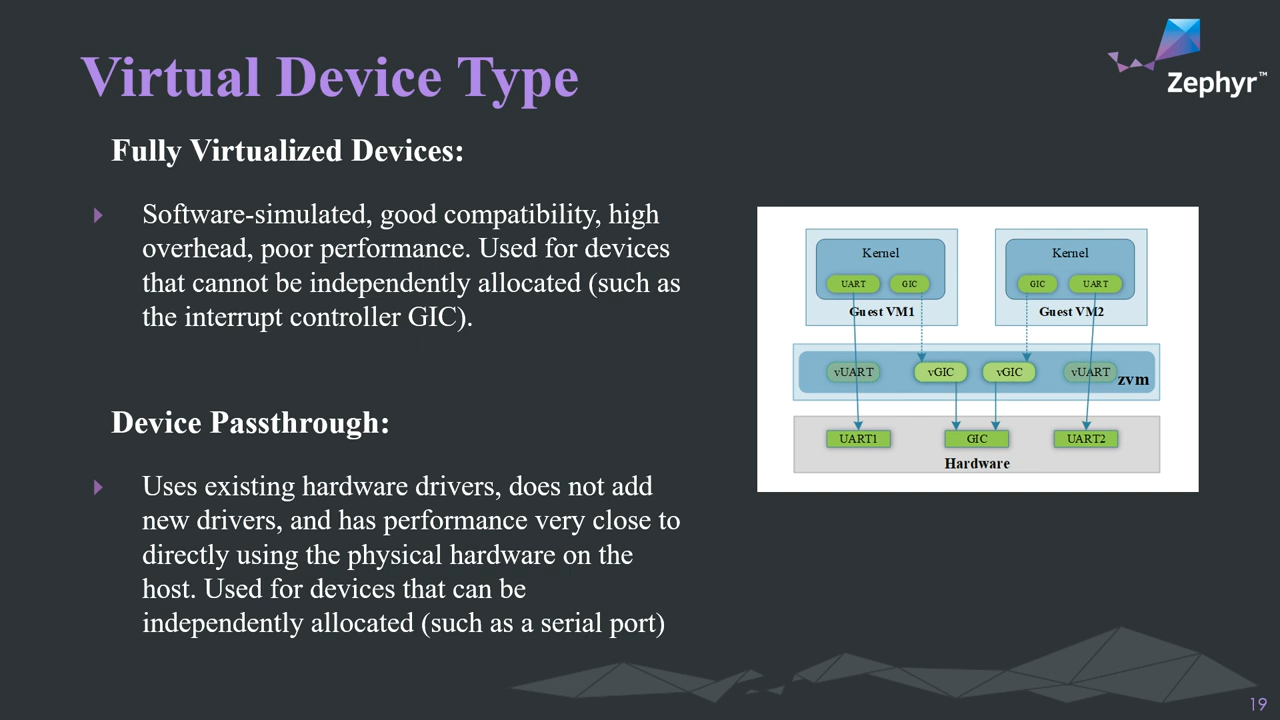 Virtual Device Type
Zephyr™
Fully Virtualized Devices:
Software-simulated, good compatibility, high
overhead, poor performance. Used for devices
that cannot be independently allocated (such as
the interrupt controller GIC).
Device Passthrough:
Uses existing hardware drivers, does not add
new drivers, and has performance very close to
directly using the physical hardware on the
host. Used for devices that can be
independently allocated (such as a serial port)
Kernel
UART GIC
Guest VM1
Kernel
GIC UART
Guest VM2
vUART vGIC vGIC vUART zvm
UART1 GIC UART2
Hardware
19